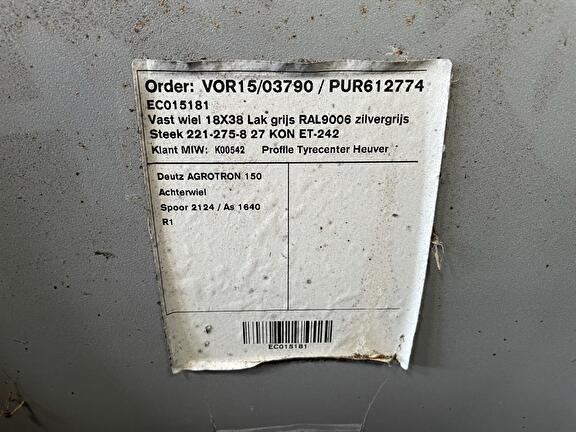 Order: VOR15/03790 / PUR612774
EC015181
Vast wiel 18X38 Lak grijs RAL9006 zilvergrijs
Steek 221-275-8 27 KON ET-242
Klant MIW: K00542 Profile Tyrecenter Heuver
Deutz AGROTRON 150
Achterwiel
Spoor 2124 / As 1640
R1
EC015181